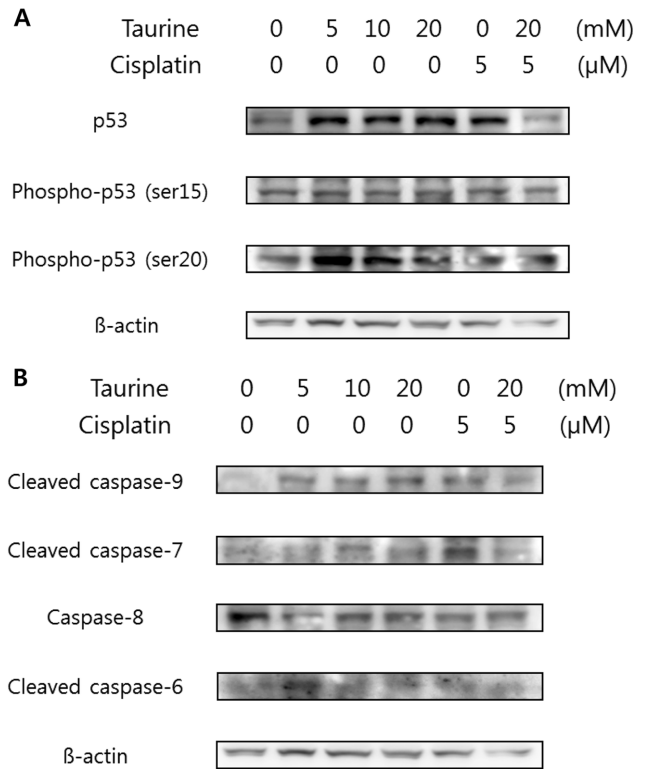 A
Taurine 0 5 10 20 0 20 (mM)
Cisplatin 0 0 0 0 5 5 (μM)
p53
Phospho-p53 (ser15)
Phospho-p53 (ser20)
ß-actin
B
Taurine 0 5 10 20 0 20 (mM)
Cisplatin 0 0 0 0 5 5 (μM)
Cleaved caspase-9
Cleaved caspase-7
Caspase-8
Cleaved caspase-6
ß-actin